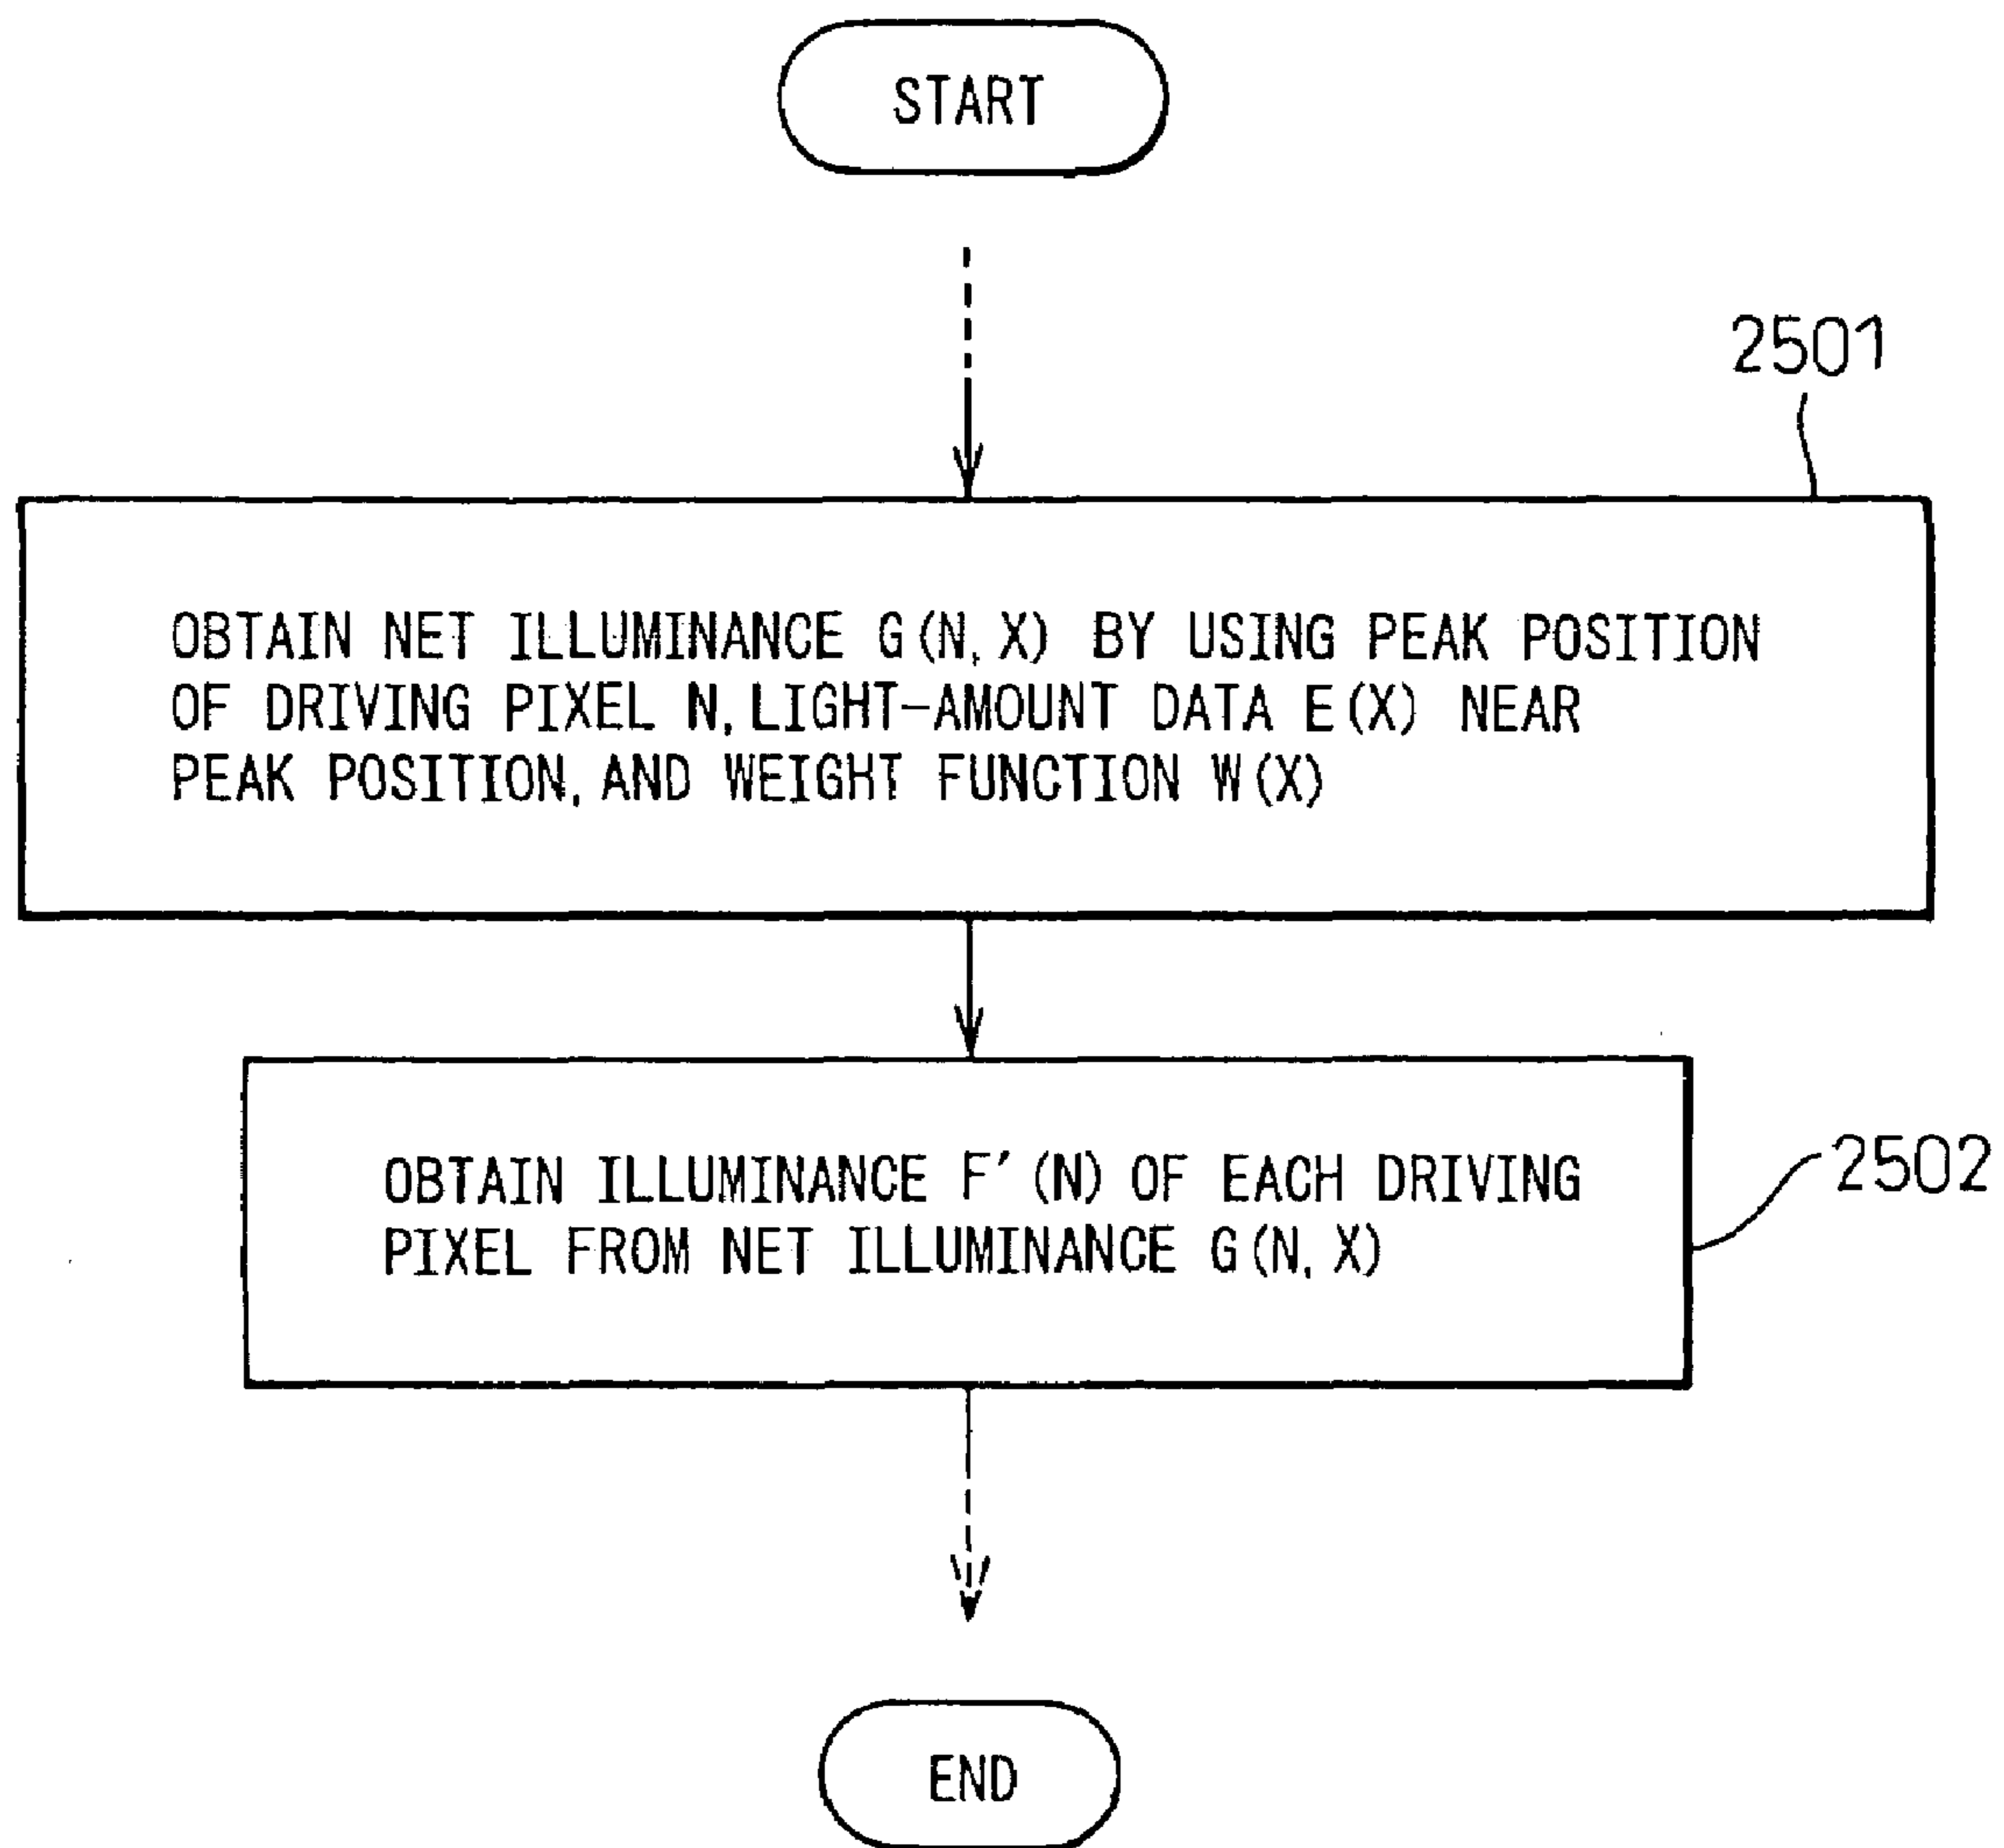 START
2501
OBTAIN NET ILLUMINANCE G(N, X) BY USING PEAK POSITION
OF DRIVING PIXEL N, LIGHT-AMOUNT DATA E(X) NEAR
PEAK POSITION, AND WEIGHT FUNCTION W(X)
OBTAIN ILLUMINANCE F'(N) OF EACH DRIVING
PIXEL FROM NET ILLUMINANCE G(N, X)
2502
END